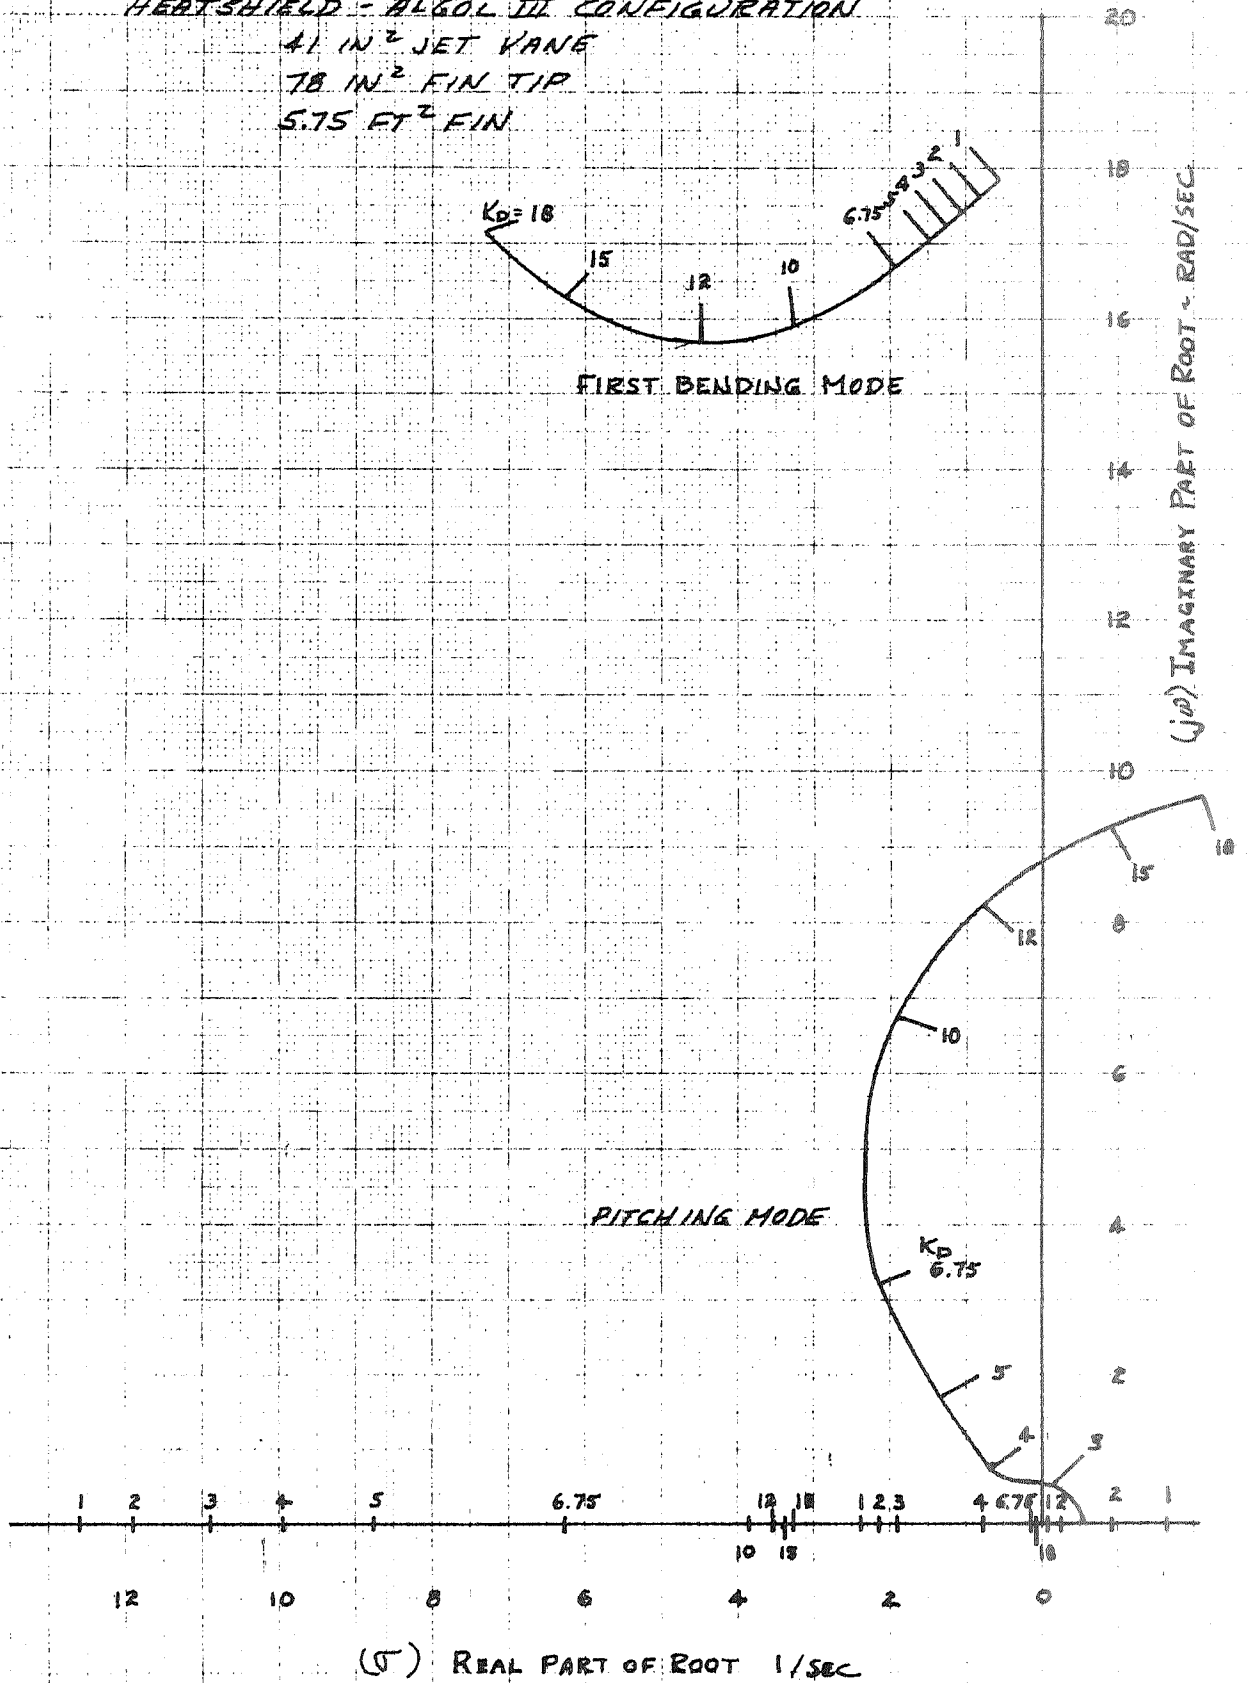 HEATSHIELD - ALGOL III CONFIGURATION
41 IN² JET VANE
78 IN² FIN TIP
5.75 FT² FIN
20
18
16
14
12
10
8
6
4
2
(jω) IMAGINARY PART OF ROOT ~ RAD/SEC
K_D = 18
15
12
10
6.75
5
4
3
2
1
FIRST BENDING MODE
18
15
12
10
PITCHING MODE
K_D
6.75
5
4
3
1 2 3 4 5 6.75 12 18 1 2 3 4 6.75 12 2 1
10 15 18
12 10 8 6 4 2 0
(σ) REAL PART OF ROOT 1/SEC